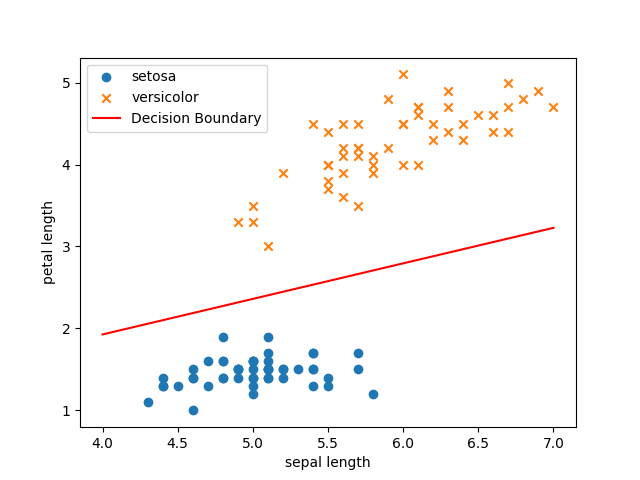 setosa
versicolor
Decision Boundary
5
4
3
2
1
petal length
4.0 4.5 5.0 5.5 6.0 6.5 7.0
sepal length